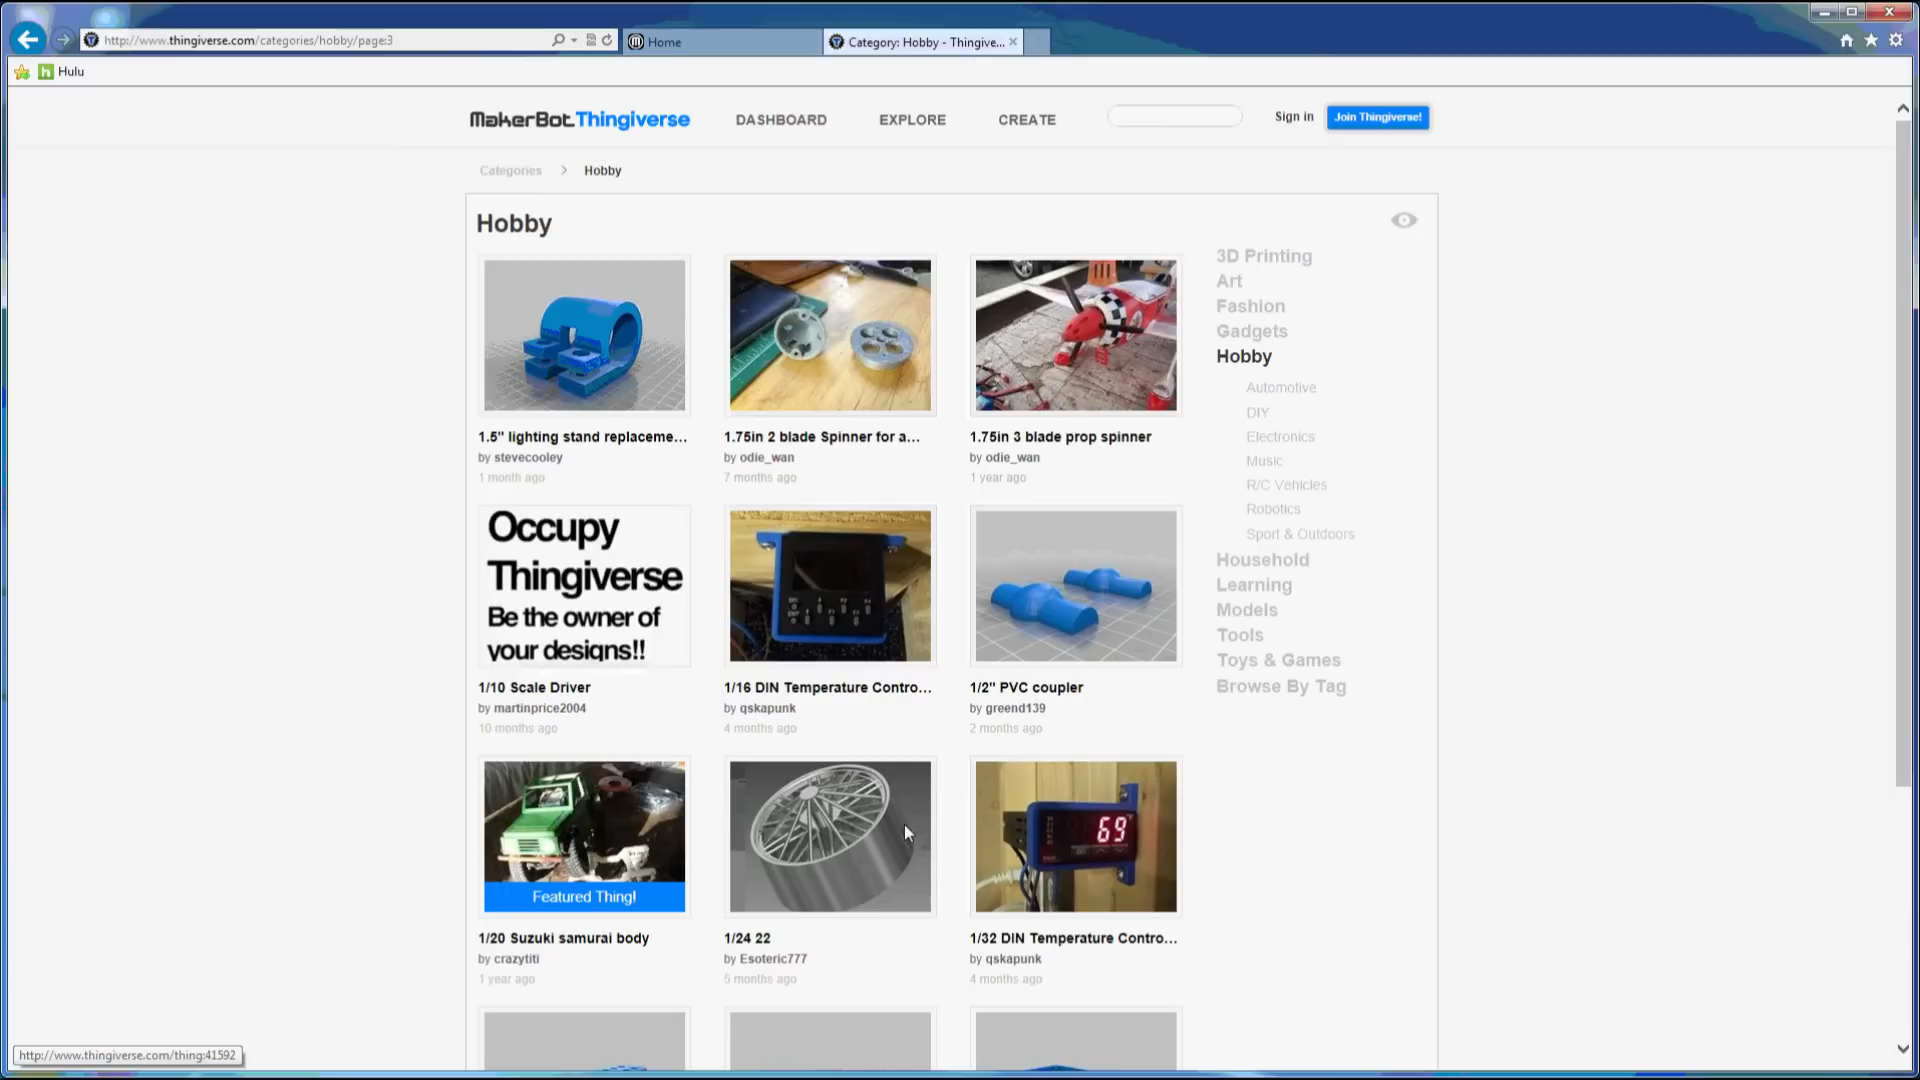 http://www.thingiverse.com/categories/hobby/page:3
Home
Category: Hobby - Thingive...
Hulu
MakerBot Thingiverse
DASHBOARD
EXPLORE
CREATE
Sign in
Join Thingiverse!
Categories
Hobby
Hobby
1.5" lighting stand replaceme...
by stevecooley
1 month ago
1.75in 2 blade Spinner for a...
by odie_wan
7 months ago
1.75in 3 blade prop spinner
by odie_wan
1 year ago
Occupy
Thingiverse
Be the owner of
your designs!!
1/10 Scale Driver
by martinprice2004
10 months ago
1/16 DIN Temperature Contro...
by qskapunk
4 months ago
1/2" PVC coupler
by greend139
2 months ago
Featured Thing!
1/20 Suzuki samurai body
by crazytiti
1 year ago
1/24 22
by Esoteric777
5 months ago
69
1/32 DIN Temperature Contro...
by qskapunk
4 months ago
3D Printing
Art
Fashion
Gadgets
Hobby
Automotive
DIY
Electronics
Music
R/C Vehicles
Robotics
Sport & Outdoors
Household
Learning
Models
Tools
Toys & Games
Browse By Tag
http://www.thingiverse.com/thing:41592